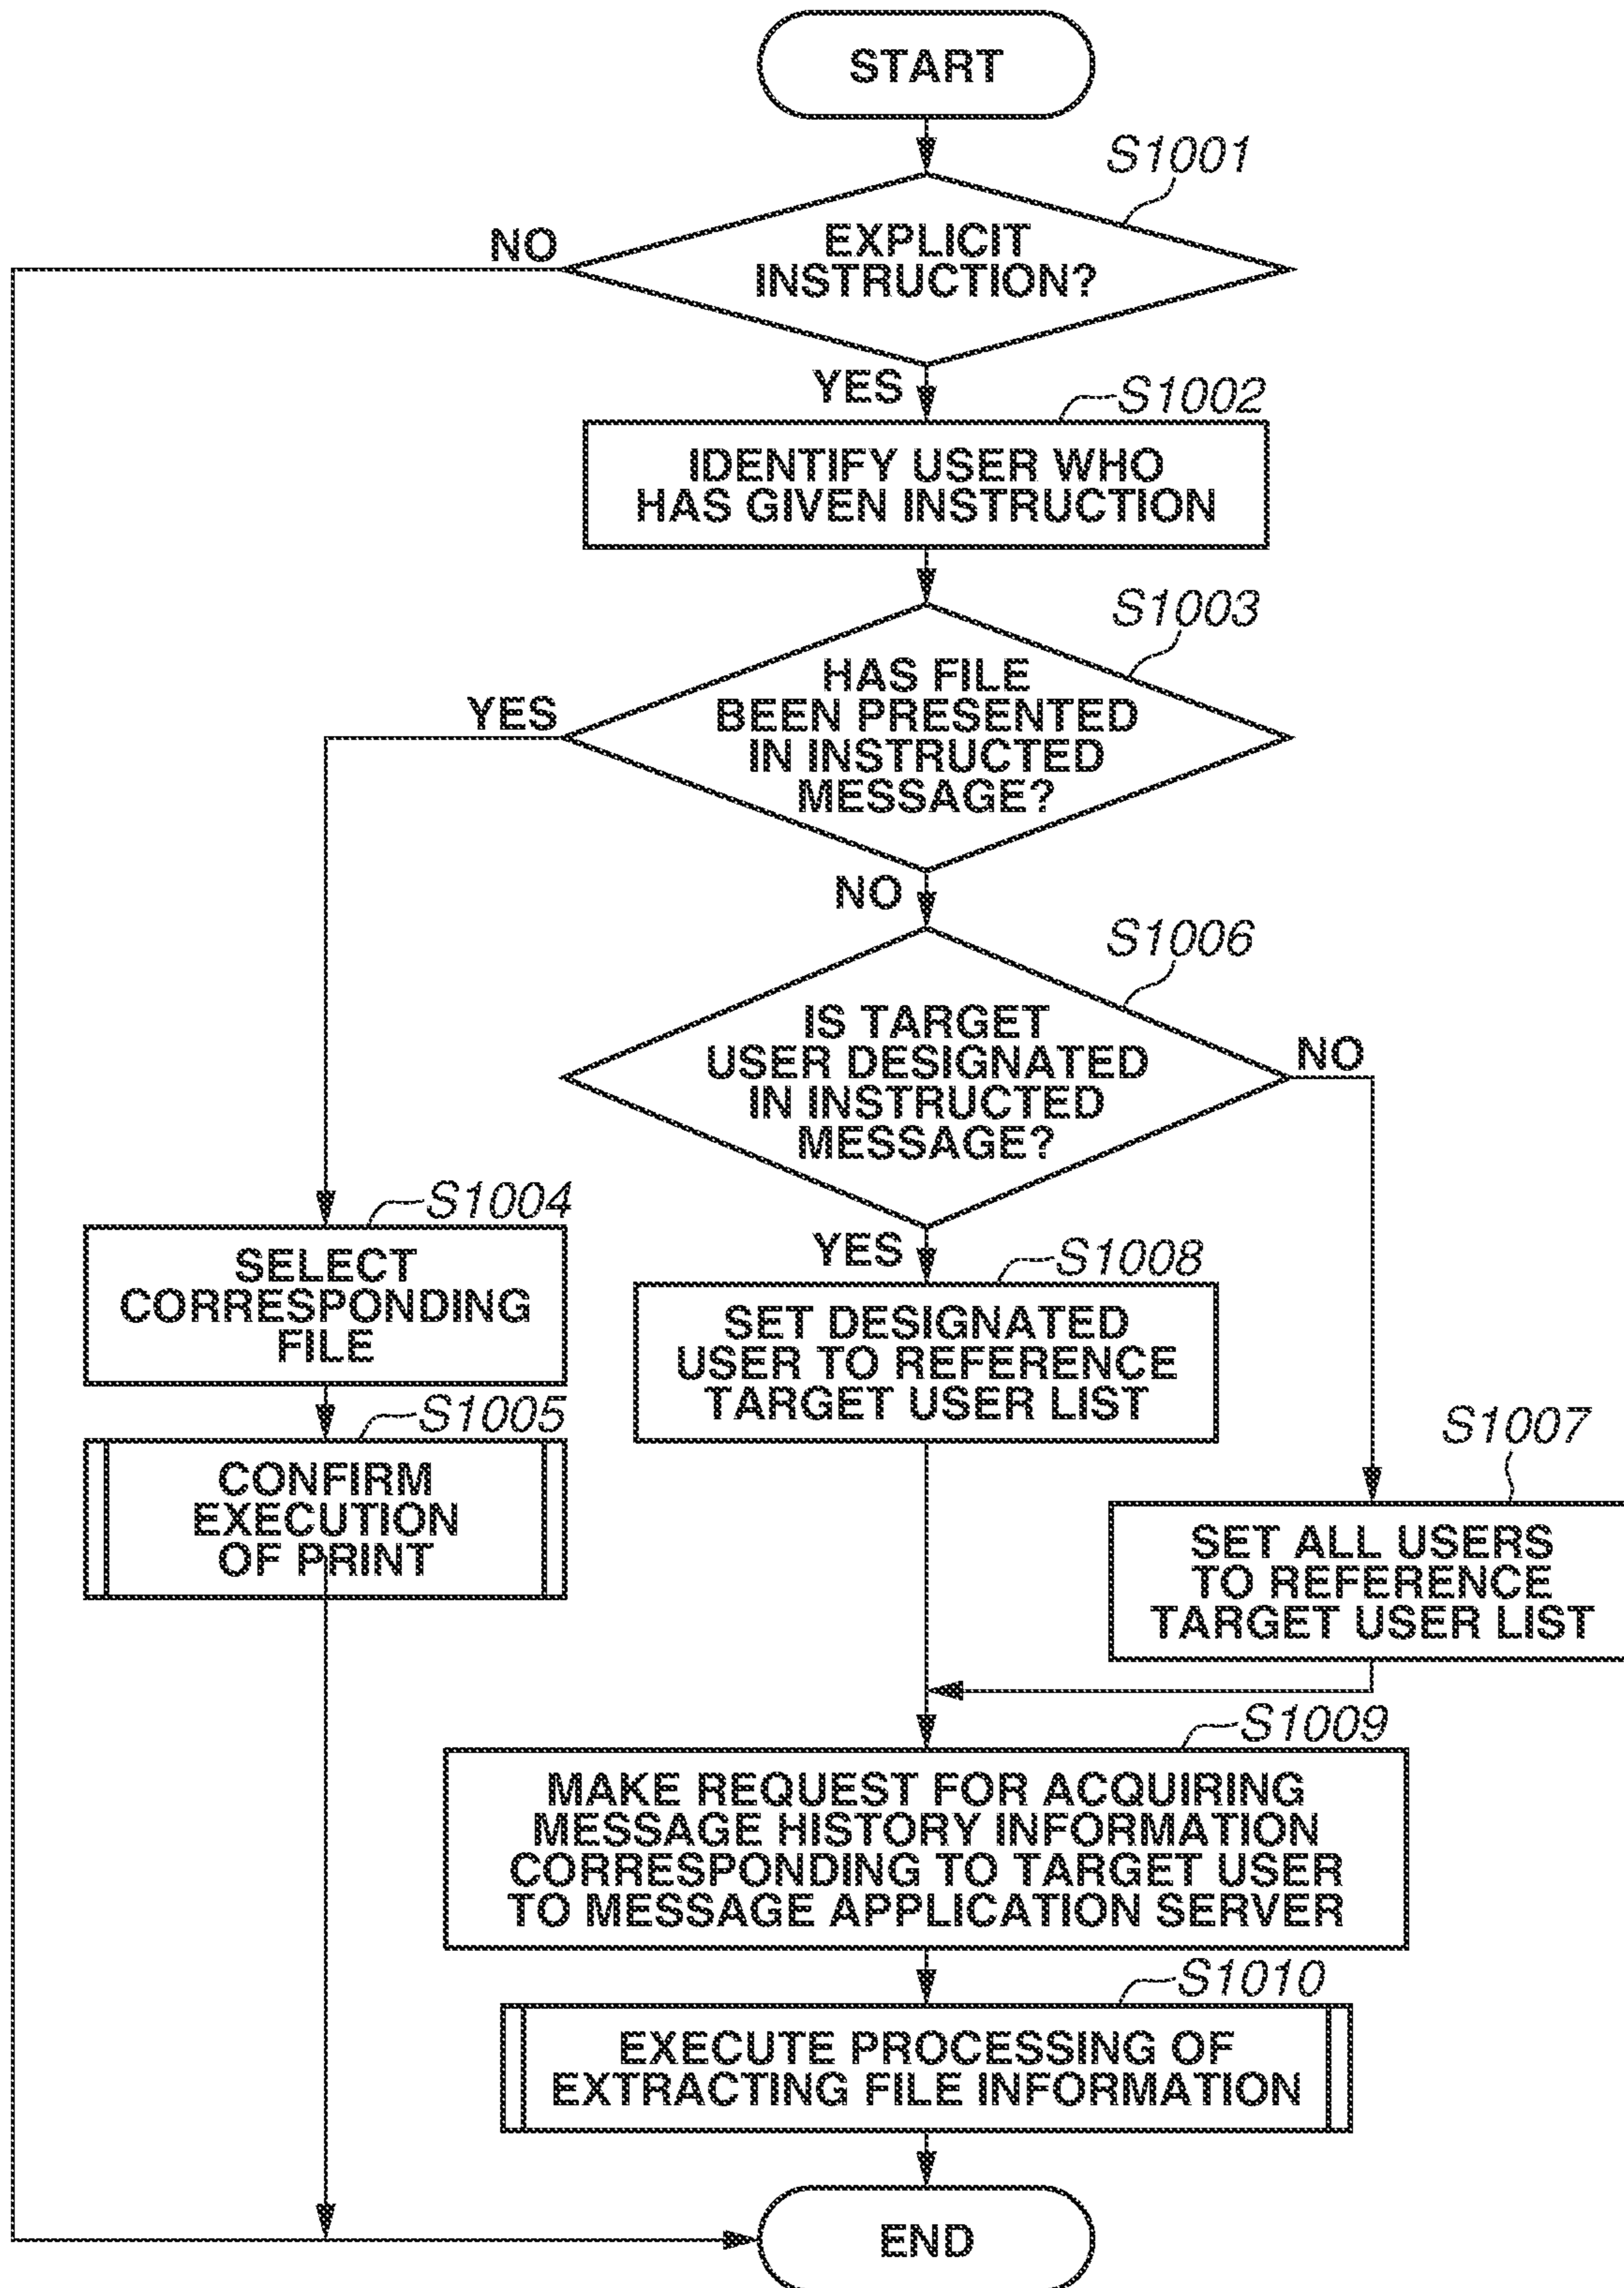 START
S1001
NO
EXPLICIT
INSTRUCTION?
YES
S1002
IDENTIFY USER WHO
HAS GIVEN INSTRUCTION
S1003
YES
HAS FILE
BEEN PRESENTED
IN INSTRUCTED
MESSAGE?
NO
S1006
IS TARGET
USER DESIGNATED
IN INSTRUCTED
MESSAGE?
NO
S1004
SELECT
CORRESPONDING
FILE
YES
S1008
SET DESIGNATED
USER TO REFERENCE
TARGET USER LIST
S1005
CONFIRM
EXECUTION
OF PRINT
S1007
SET ALL USERS
TO REFERENCE
TARGET USER LIST
S1009
MAKE REQUEST FOR ACQUIRING
MESSAGE HISTORY INFORMATION
CORRESPONDING TO TARGET USER
TO MESSAGE APPLICATION SERVER
S1010
EXECUTE PROCESSING OF
EXTRACTING FILE INFORMATION
END